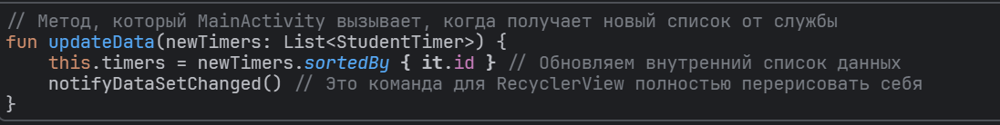 // Метод, который MainActivity вызывает, когда получает новый список от службы
fun updateData(newTimers: List<StudentTimer>) {
    this.timers = newTimers.sortedBy { it.id } // Обновляем внутренний список данных
    notifyDataSetChanged() // Это команда для RecyclerView полностью перерисовать себя
}